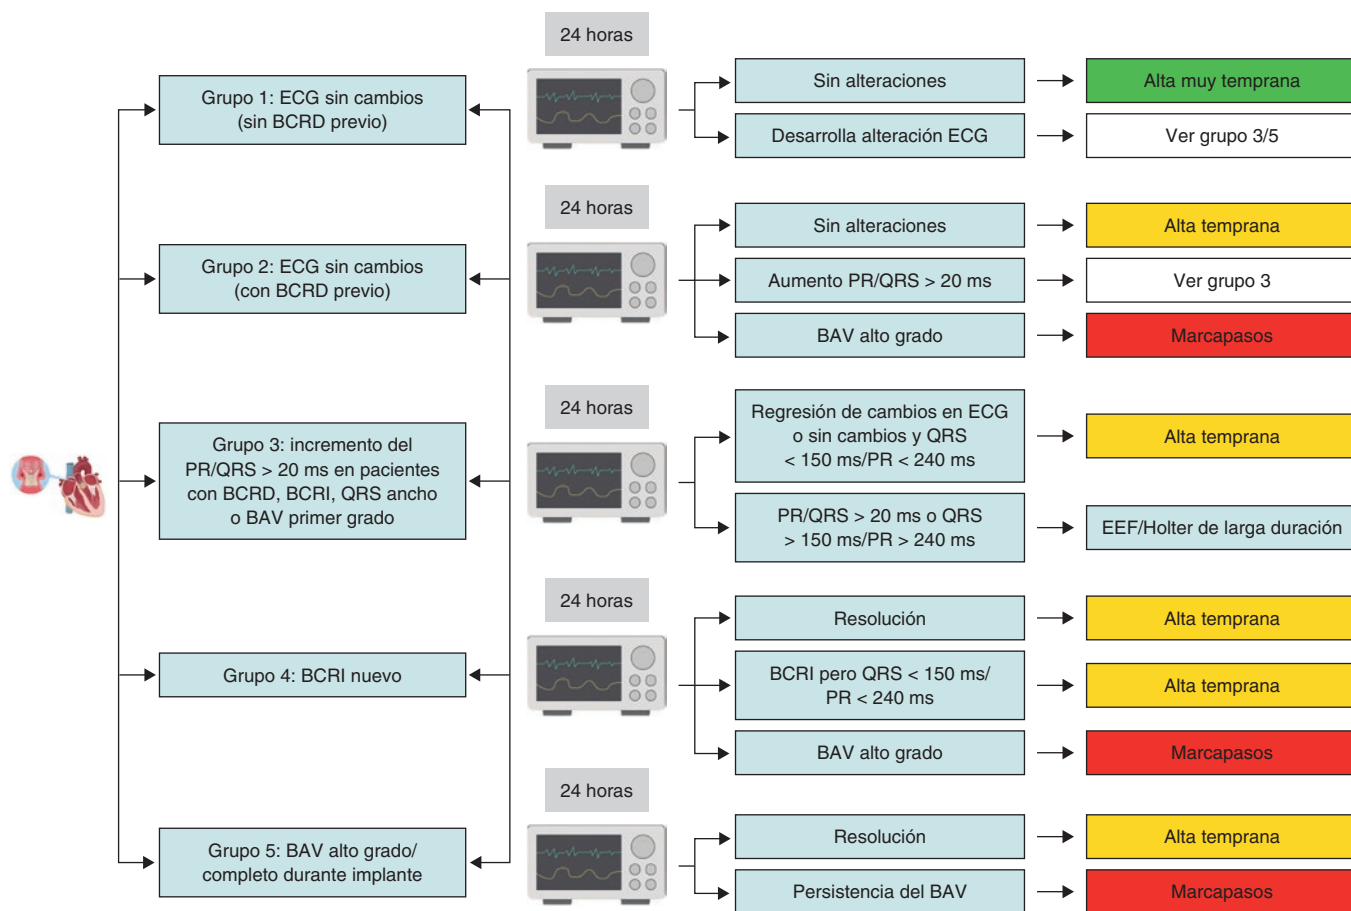 24 horas
Grupo 1: ECG sin cambios
(sin BCRD previo)
Sin alteraciones
Alta muy temprana
Desarrolla alteración ECG
Ver grupo 3/5
24 horas
Grupo 2: ECG sin cambios
(con BCRD previo)
Sin alteraciones
Alta temprana
Aumento PR/QRS > 20 ms
Ver grupo 3
BAV alto grado
Marcapasos
24 horas
Grupo 3: incremento del
PR/QRS > 20 ms en pacientes
con BCRD, BCRI, QRS ancho
o BAV primer grado
Regresión de cambios en ECG
o sin cambios y QRS
< 150 ms/PR < 240 ms
Alta temprana
PR/QRS > 20 ms o QRS
> 150 ms/PR > 240 ms
EEF/Holter de larga duración
24 horas
Grupo 4: BCRI nuevo
Resolución
Alta temprana
BCRI pero QRS < 150 ms/
PR < 240 ms
Alta temprana
BAV alto grado
Marcapasos
24 horas
Grupo 5: BAV alto grado/
completo durante implante
Resolución
Alta temprana
Persistencia del BAV
Marcapasos